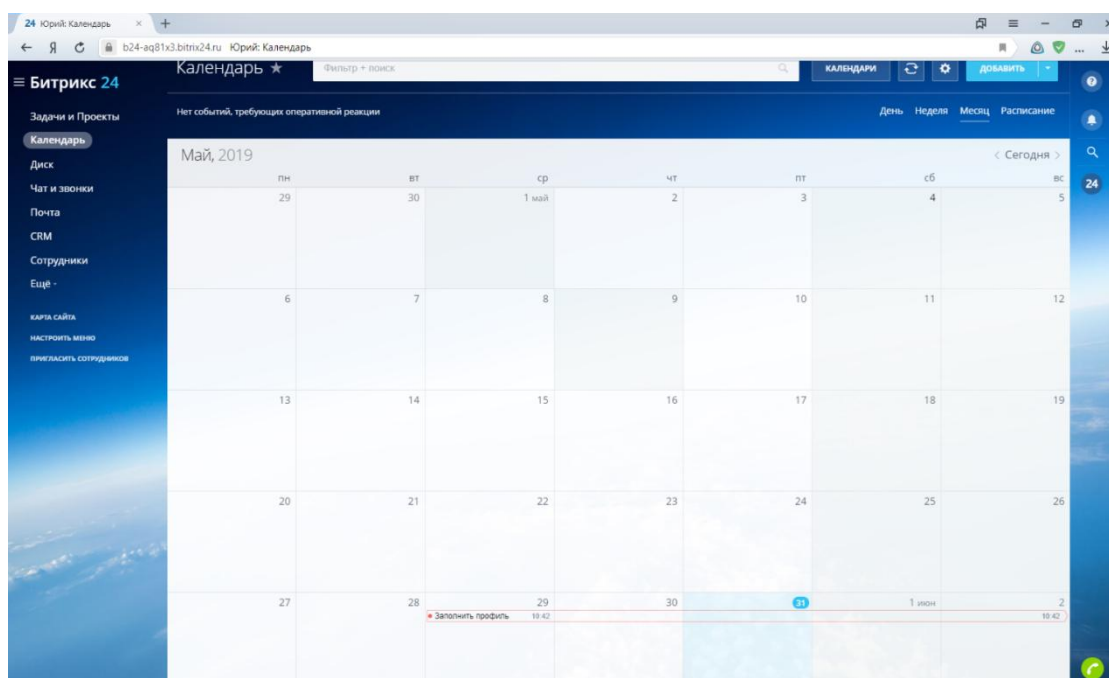 24 Юрий: Календарь × +
b24-aq81x3.bitrix24.ru Юрий: Календарь
Битрикс 24
Календарь ★ Фильтр + поиск КАЛЕНДАРИ ДОБАВИТЬ
Нет событий, требующих оперативной реакции День Неделя Месяц Расписание
Задачи и Проекты
Календарь
Диск
Чат и звонки
Почта
CRM
Сотрудники
Ещё -
КАРТА САЙТА
НАСТРОИТЬ МЕНЮ
ПРИГЛАСИТЬ СОТРУДНИКОВ
Май, 2019 < Сегодня >
пн вт ср чт пт сб вс
29 30 1 май 2 3 4 5
6 7 8 9 10 11 12
13 14 15 16 17 18 19
20 21 22 23 24 25 26
27 28 29 30 31 1 июн 2
Заполнить профиль 10:42 10:42
24